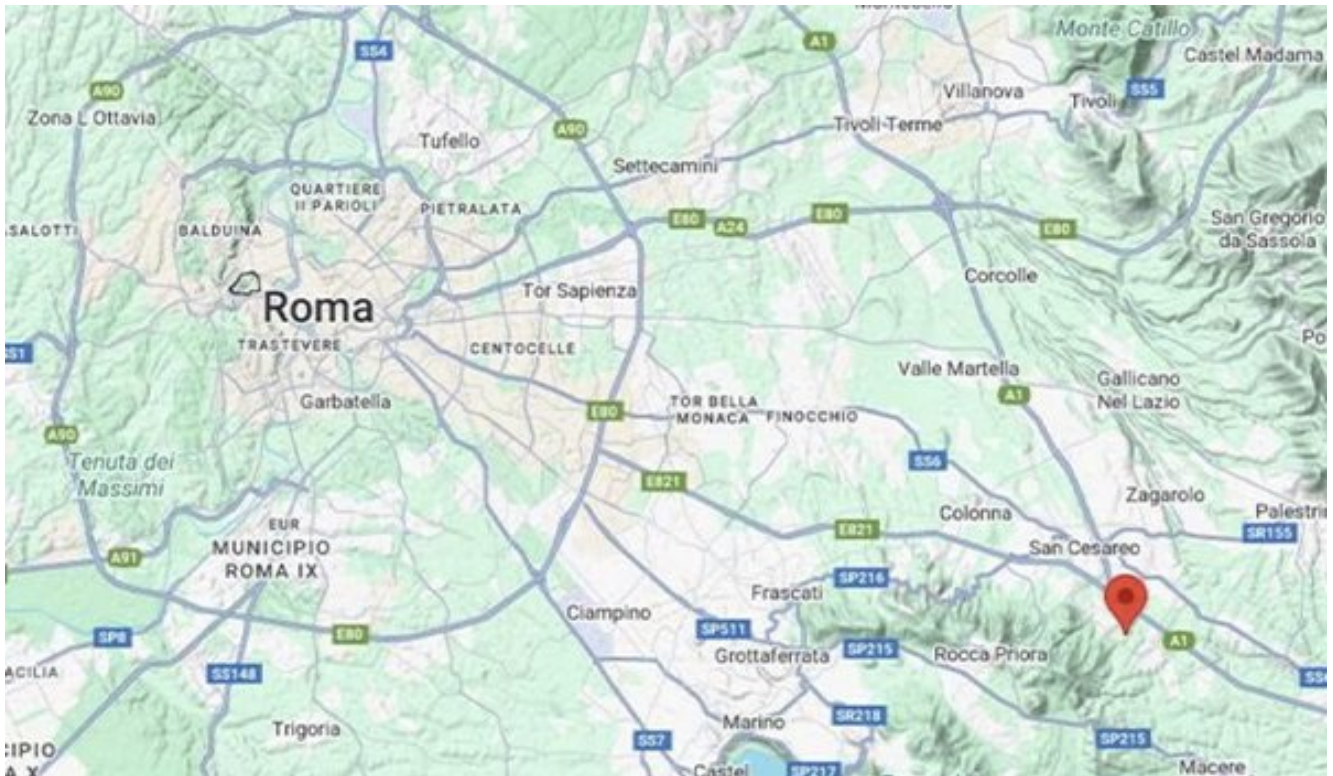 SS4
A1
Monte Catillo
Castel Madama
A90
Villanova
Tivoli
SS5
Zona L Ottavia
A90
Tufello
Tivoli Terme
Settecamini
QUARTIERE
II PARIOLI
PIETRALATA
BALDUINA
E80
A24
E80
E80
San Gregorio
da Sassola
Corcolle
Roma
Tor Sapienza
TRASTEVERE
CENTOCELLE
SS1
Valle Martella
Gallicano
Nel Lazio
A1
Garbatella
E80
TOR BELLA
MONACA
FINOCCHIO
A90
Tenuta dei
Massimi
SS6
E821
Zagarolo
Colonna
EUR
MUNICIPIO
ROMA IX
E821
SR155
San Cesareo
A91
Frascati
SP216
Ciampino
SP8
E80
SP511
Grottaferrata
SP215
Rocca Priora
A1
SS148
Trigoria
Marino
SR218
SS7
SP215
Castel
SP217
Macere